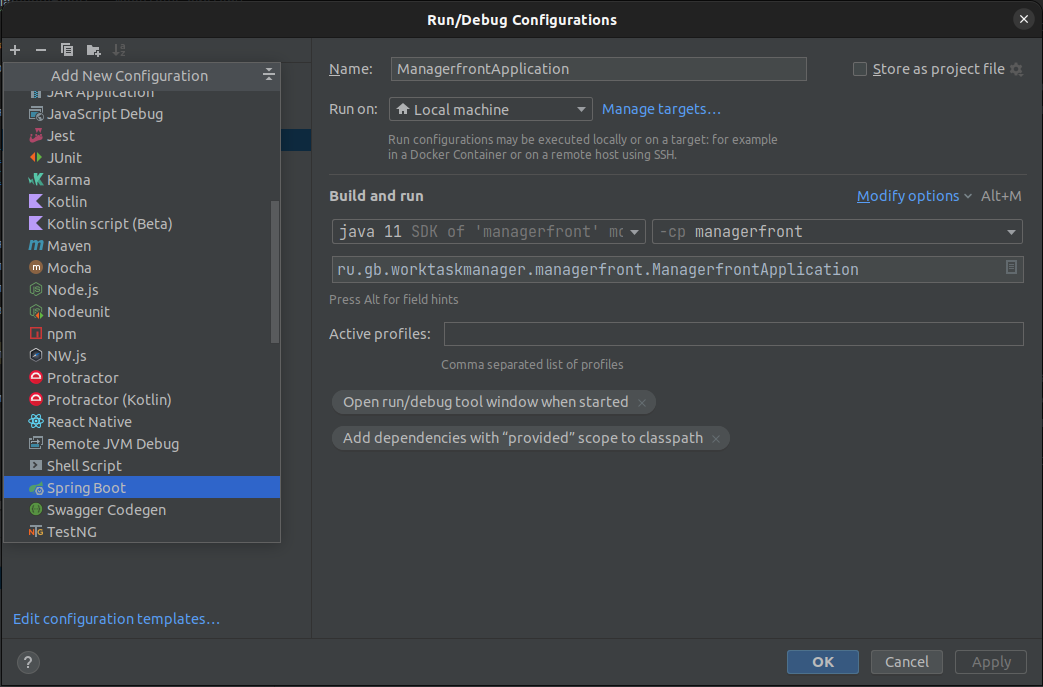 Run/Debug Configurations
Add New Configuration
JAR Application
JavaScript Debug
Jest
JUnit
Karma
Kotlin
Kotlin script (Beta)
Maven
Mocha
Node.js
Nodeunit
npm
NW.js
Protractor
Protractor (Kotlin)
React Native
Remote JVM Debug
Shell Script
Spring Boot
Swagger Codegen
TestNG
Edit configuration templates…
Name: ManagerfrontApplication Store as project file
Run on: Local machine Manage targets…
Run configurations may be executed locally or on a target: for example
in a Docker Container or on a remote host using SSH.
Build and run Modify options Alt+M
java 11 SDK of 'managerfront' mo -cp managerfront
ru.gb.worktaskmanager.managerfront.ManagerfrontApplication
Press Alt for field hints
Active profiles:
Comma separated list of profiles
Open run/debug tool window when started ×
Add dependencies with “provided” scope to classpath ×
? OK Cancel Apply